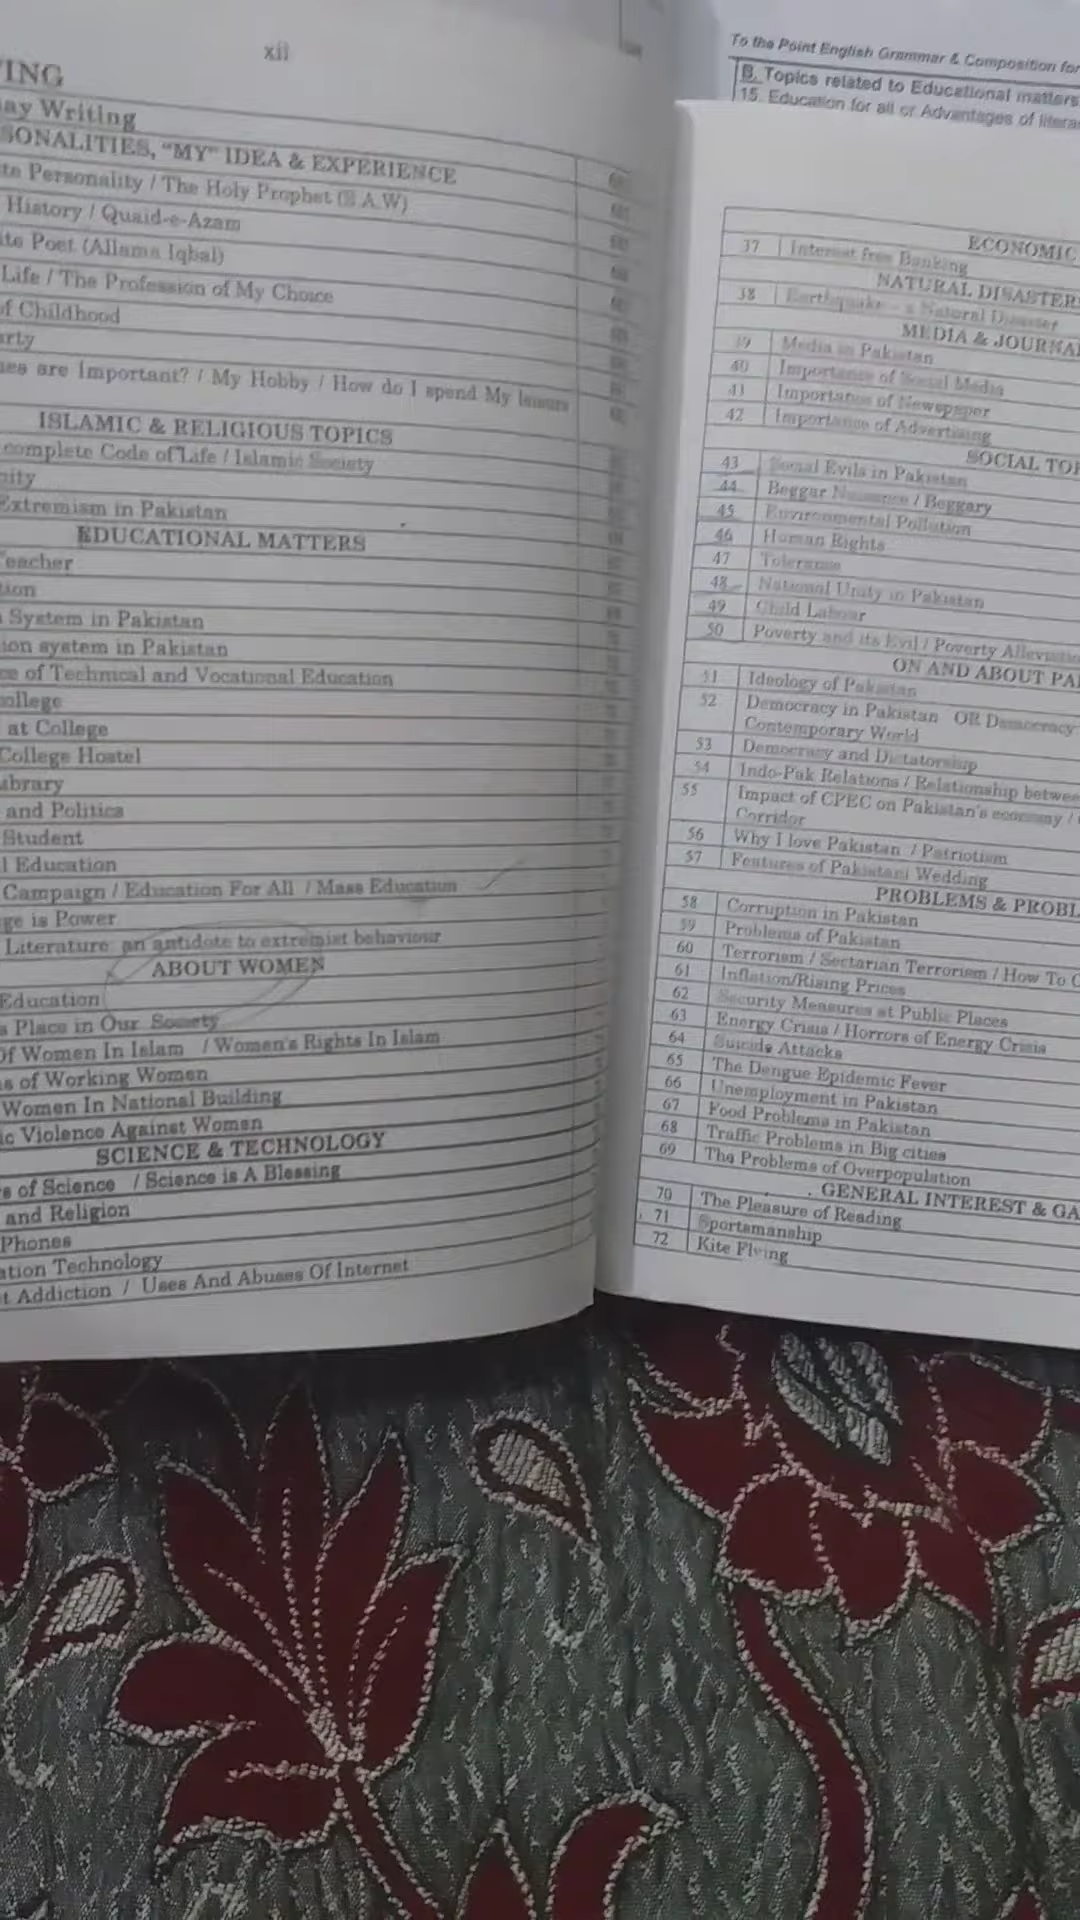 xii
ING
ay Writing
SONALITIES, "MY" IDEA & EXPERIENCE
te Personality / The Holy Prophet (S.A.W)
History / Quaid-e-Azam
ite Poet (Allama Iqbal)
Life / The Profession of My Choice
of Childhood
arty
es are Important? / My Hobby / How do I spend My leisure
ISLAMIC & RELIGIOUS TOPICS
complete Code of Life / Islamic Society
ity
Extremism in Pakistan
EDUCATIONAL MATTERS
Teacher
tion
System in Pakistan
ion system in Pakistan
ce of Technical and Vocational Education
ollege
at College
College Hostel
Library
and Politics
Student
l Education
Campaign / Education For All / Mass Education
ge is Power
Literature an antidote to extremist behaviour
ABOUT WOMEN
Education
s Place in Our Society
Of Women In Islam / Women's Rights In Islam
s of Working Women
Women In National Building
ic Violence Against Women
SCIENCE & TECHNOLOGY
s of Science / Science is A Blessing
and Religion
Phones
ation Technology
t Addiction / Uses And Abuses Of Internet
To the Point English Grammar & Composition for
B. Topics related to Educational matters
15. Education for all or Advantages of litera
ECONOMIC
37 Interest free Banking
NATURAL DISASTER
38 Earthquake – a Natural Disaster
MEDIA & JOURNA
39 Media in Pakistan
40 Importance of Social Media
41 Importance of Newspaper
42 Importance of Advertising
SOCIAL TOP
43 Social Evils in Pakistan
44 Beggar Nuisance / Beggary
45 Environmental Pollution
46 Human Rights
47 Tolerance
48 National Unity in Pakistan
49 Child Labour
50 Poverty and its Evil / Poverty Alleviatio
ON AND ABOUT PA
51 Ideology of Pakistan
52 Democracy in Pakistan OR Democracy
Contemporary World
53 Democracy and Dictatorship
54 Indo-Pak Relations / Relationship betwee
55 Impact of CPEC on Pakistan's economy /
Corridor
56 Why I love Pakistan / Patriotism
57 Features of Pakistani Wedding
PROBLEMS & PROBL
58 Corruption in Pakistan
59 Problems of Pakistan
60 Terrorism / Sectarian Terrorism / How To C
61 Inflation/Rising Prices
62 Security Measures at Public Places
63 Energy Crisis / Horrors of Energy Crisis
64 Suicide Attacks
65 The Dengue Epidemic Fever
66 Unemployment in Pakistan
67 Food Problems in Pakistan
68 Traffic Problems in Big cities
69 The Problems of Overpopulation
GENERAL INTEREST & GA
70 The Pleasure of Reading
71 Sportsmanship
72 Kite Flying